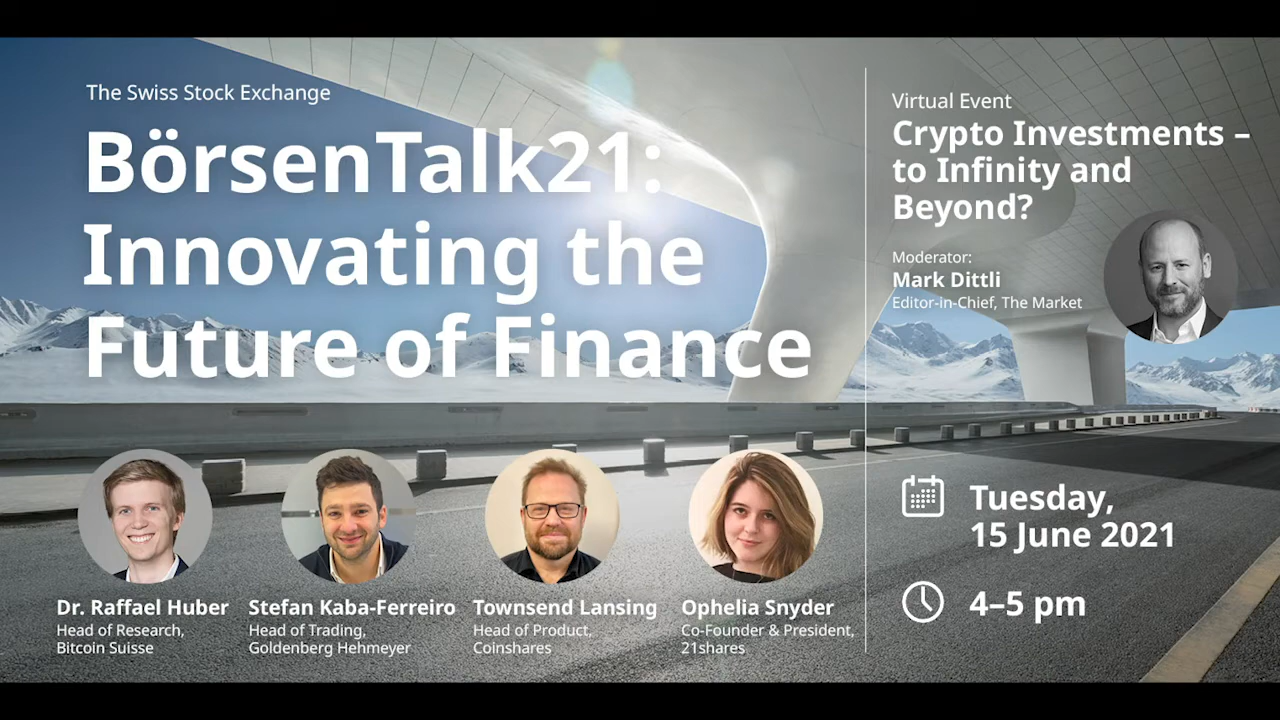 The Swiss Stock Exchange
BörsenTalk21:
Innovating the
Future of Finance
Virtual Event
Crypto Investments –
to Infinity and
Beyond?
Moderator:
Mark Dittli
Editor-in-Chief, The Market
Tuesday,
15 June 2021
4–5 pm
Dr. Raffael Huber
Head of Research,
Bitcoin Suisse
Stefan Kaba-Ferreiro
Head of Trading,
Goldenberg Hehmeyer
Townsend Lansing
Head of Product,
Coinshares
Ophelia Snyder
Co-Founder & President,
21shares